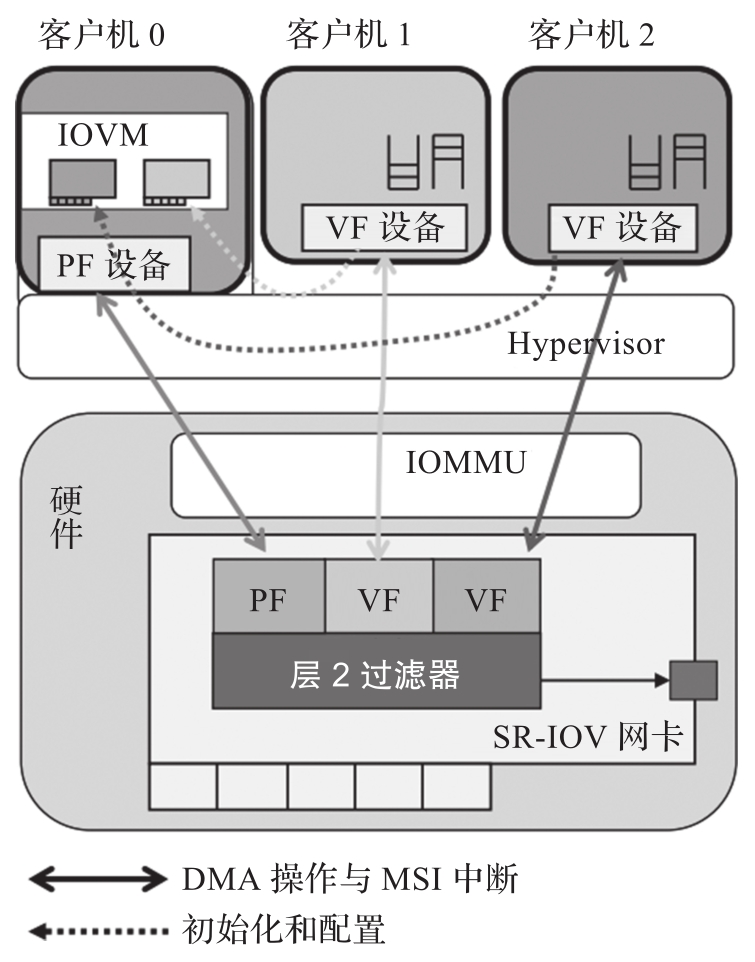 客户机 0
客户机 1
客户机 2
IOVM
PF 设备
VF 设备
VF 设备
Hypervisor
IOMMU
硬件
PF
VF
VF
层 2 过滤器
SR-IOV 网卡
DMA 操作与 MSI 中断
初始化和配置